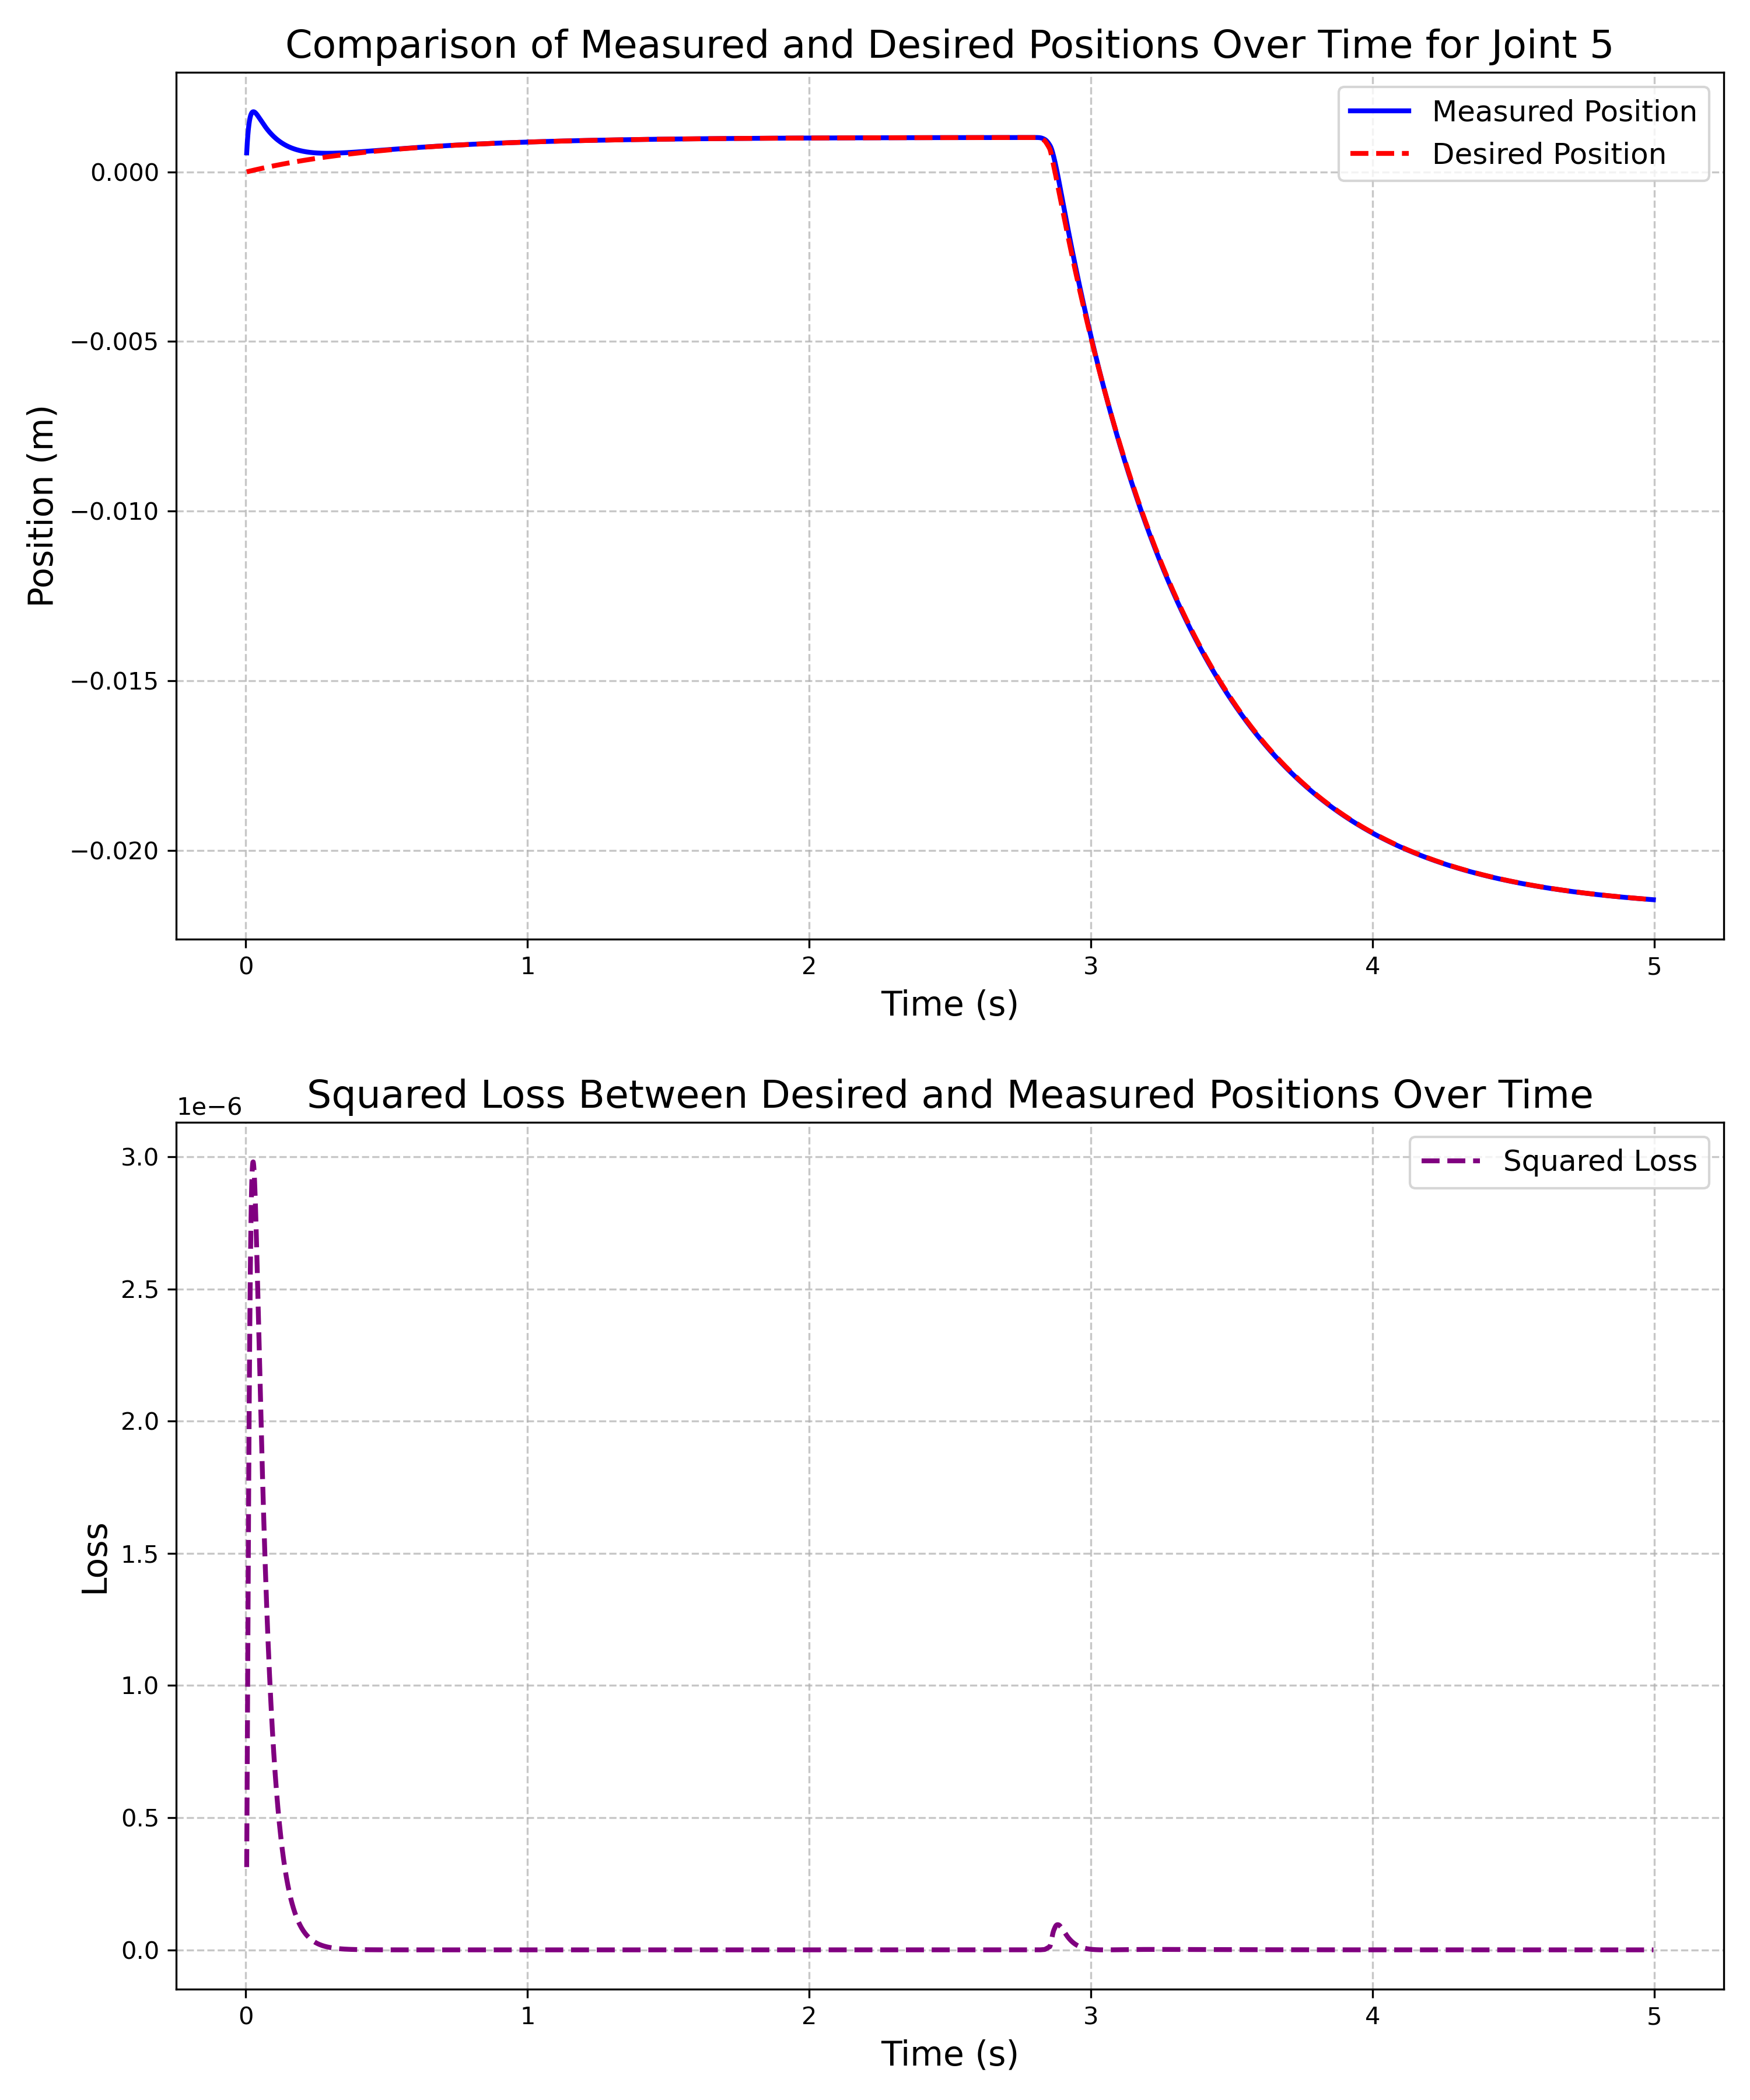 Comparison of Measured and Desired Positions Over Time for Joint 5
Measured Position
Desired Position
0.000
−0.005
−0.010
−0.015
−0.020
Position (m)
0 1 2 3 4 5
Time (s)
Squared Loss Between Desired and Measured Positions Over Time
1e−6
Squared Loss
3.0
2.5
2.0
1.5
1.0
0.5
0.0
Loss
0 1 2 3 4 5
Time (s)